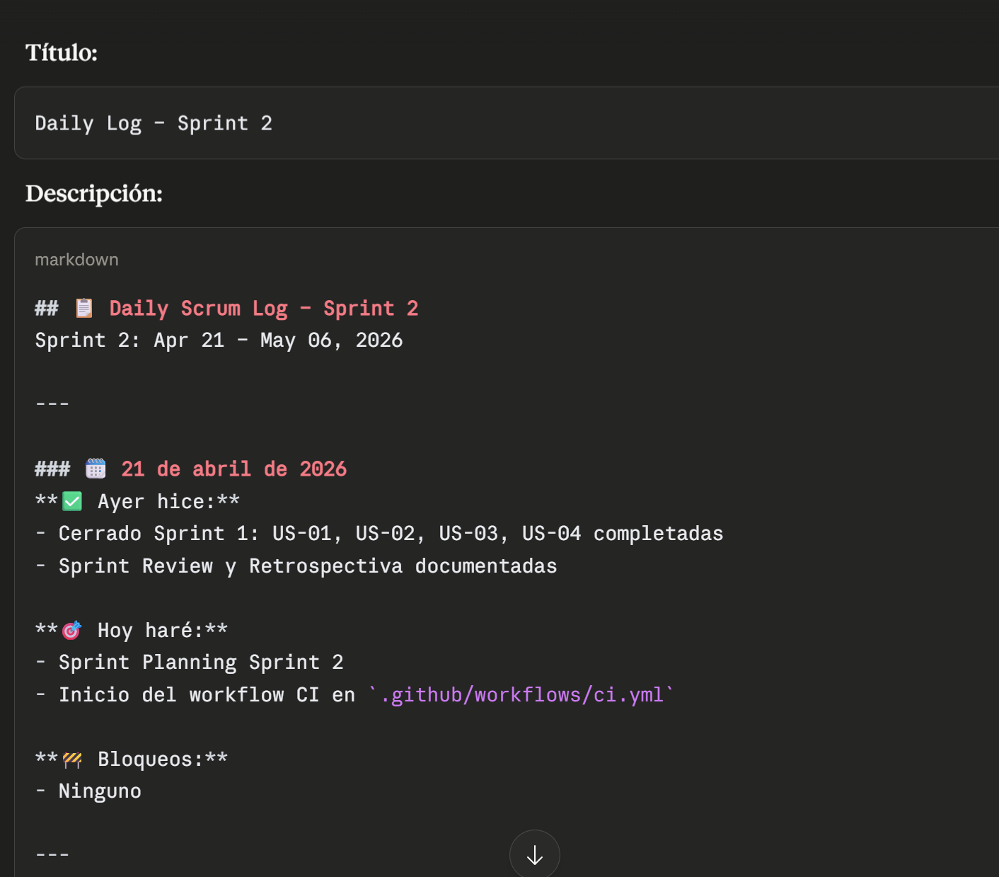 Título:
Daily Log - Sprint 2
Descripción:
markdown
## 📋 Daily Scrum Log - Sprint 2
Sprint 2: Apr 21 - May 06, 2026
---
### 🗓️ 21 de abril de 2026
**✅ Ayer hice:**
- Cerrado Sprint 1: US-01, US-02, US-03, US-04 completadas
- Sprint Review y Retrospectiva documentadas
**🎯 Hoy haré:**
- Sprint Planning Sprint 2
- Inicio del workflow CI en `.github/workflows/ci.yml`
**🚧 Bloqueos:**
- Ninguno
---